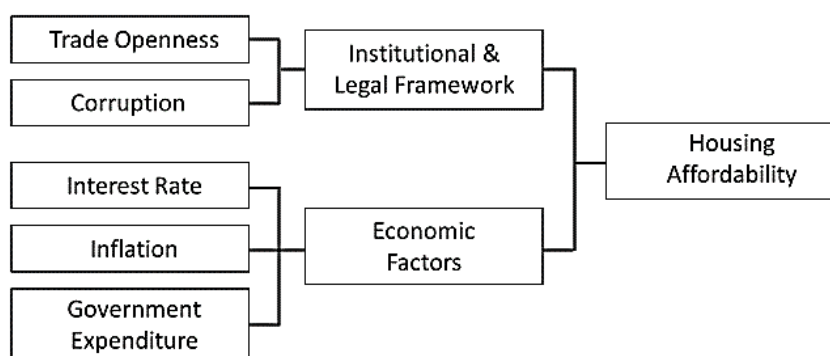 Trade Openness
Corruption
Institutional &
Legal Framework
Interest Rate
Inflation
Government
Expenditure
Economic
Factors
Housing
Affordability